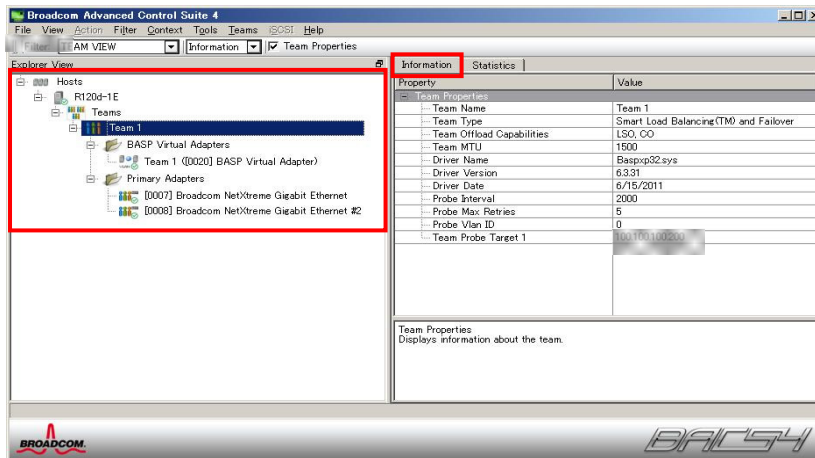 Broadcom Advanced Control Suite 4
File View Action Filter Context Tools Teams iSCSI Help
Filter: AM VIEW Information Team Properties
Explorer View
Hosts
R120d-1E
Teams
Team 1
BASP Virtual Adapters
Team 1 ([0020] BASP Virtual Adapter)
Primary Adapters
[0007] Broadcom NetXtreme Gigabit Ethernet
[0008] Broadcom NetXtreme Gigabit Ethernet #2
Information Statistics
Property Value
Team Properties
Team Name Team 1
Team Type Smart Load Balancing(TM) and Failover
Team Offload Capabilities LSO, CO
Team MTU 1500
Driver Name Baspxp32.sys
Driver Version 6.3.31
Driver Date 6/15/2011
Probe Interval 2000
Probe Max Retries 5
Probe Vlan ID 0
Team Probe Target 1 100.100.100.200
Team Properties
Displays information about the team.
BROADCOM.
BACS4